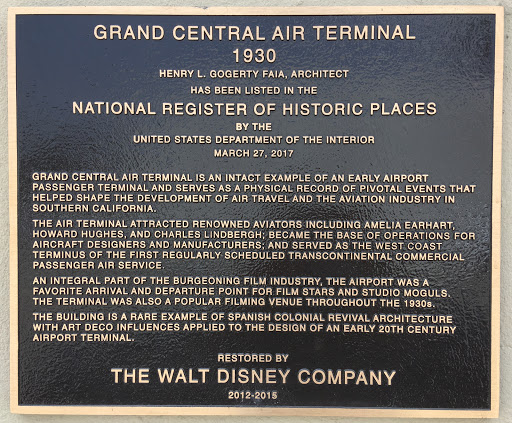 GRAND CENTRAL AIR TERMINAL
1930
HENRY L. GOGERTY FAIA, ARCHITECT
HAS BEEN LISTED IN THE
NATIONAL REGISTER OF HISTORIC PLACES
BY THE
UNITED STATES DEPARTMENT OF THE INTERIOR
MARCH 27, 2017
GRAND CENTRAL AIR TERMINAL IS AN INTACT EXAMPLE OF AN EARLY AIRPORT
PASSENGER TERMINAL AND SERVES AS A PHYSICAL RECORD OF PIVOTAL EVENTS THAT
HELPED SHAPE THE DEVELOPMENT OF AIR TRAVEL AND THE AVIATION INDUSTRY IN
SOUTHERN CALIFORNIA.
THE AIR TERMINAL ATTRACTED RENOWNED AVIATORS INCLUDING AMELIA EARHART,
HOWARD HUGHES, AND CHARLES LINDBERGH; BECAME THE BASE OF OPERATIONS FOR
AIRCRAFT DESIGNERS AND MANUFACTURERS; AND SERVED AS THE WEST COAST
TERMINUS OF THE FIRST REGULARLY SCHEDULED TRANSCONTINENTAL COMMERCIAL
PASSENGER AIR SERVICE.
AN INTEGRAL PART OF THE BURGEONING FILM INDUSTRY, THE AIRPORT WAS A
FAVORITE ARRIVAL AND DEPARTURE POINT FOR FILM STARS AND STUDIO MOGULS.
THE TERMINAL WAS ALSO A POPULAR FILMING VENUE THROUGHOUT THE 1930s.
THE BUILDING IS A RARE EXAMPLE OF SPANISH COLONIAL REVIVAL ARCHITECTURE
WITH ART DECO INFLUENCES APPLIED TO THE DESIGN OF AN EARLY 20TH CENTURY
AIRPORT TERMINAL.
RESTORED BY
THE WALT DISNEY COMPANY
2012-2015